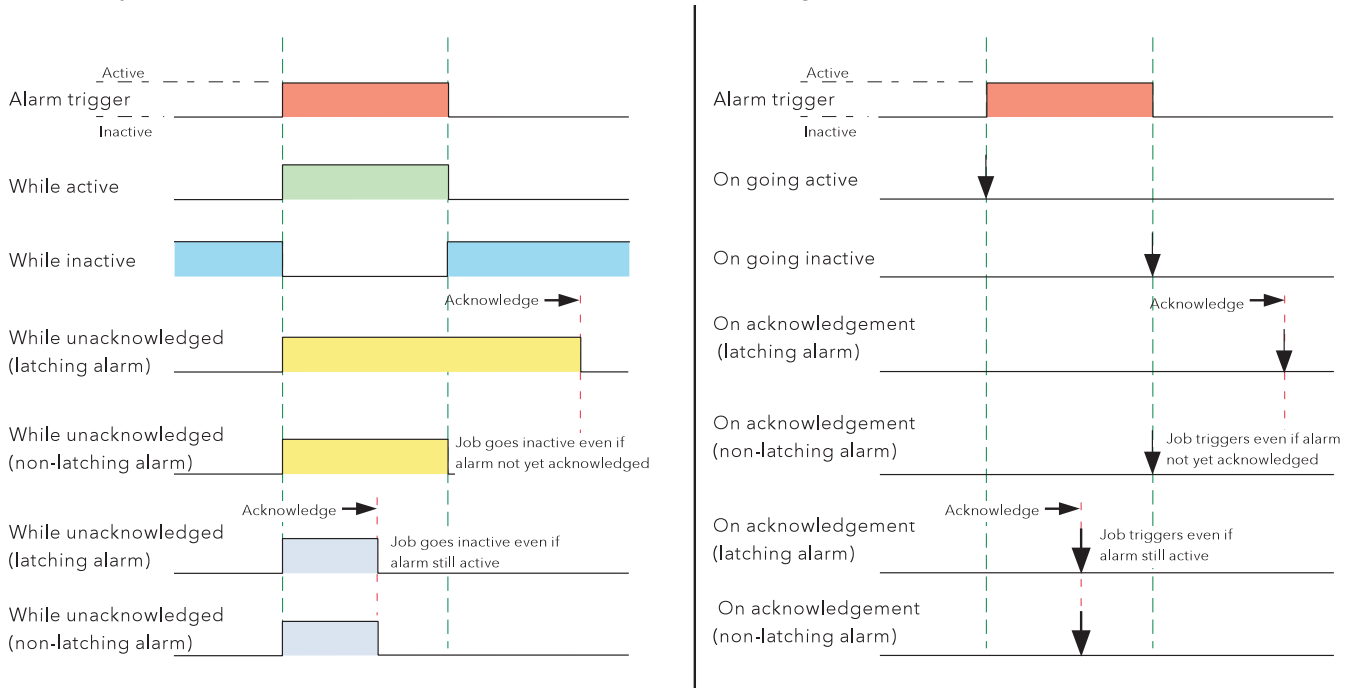 Active
Alarm trigger
Inactive
While active
While inactive
Acknowledge
While unacknowledged
(latching alarm)
While unacknowledged
(non-latching alarm)
Job goes inactive even if
alarm not yet acknowledged
Acknowledge
While unacknowledged
(latching alarm)
Job goes inactive even if
alarm still active
While unacknowledged
(non-latching alarm)
Active
Alarm trigger
Inactive
On going active
On going inactive
Acknowledge
On acknowledgement
(latching alarm)
On acknowledgement
(non-latching alarm)
Job triggers even if alarm
not yet acknowledged
Acknowledge
On acknowledgement
(latching alarm)
Job triggers even if
alarm still active
On acknowledgement
(non-latching alarm)